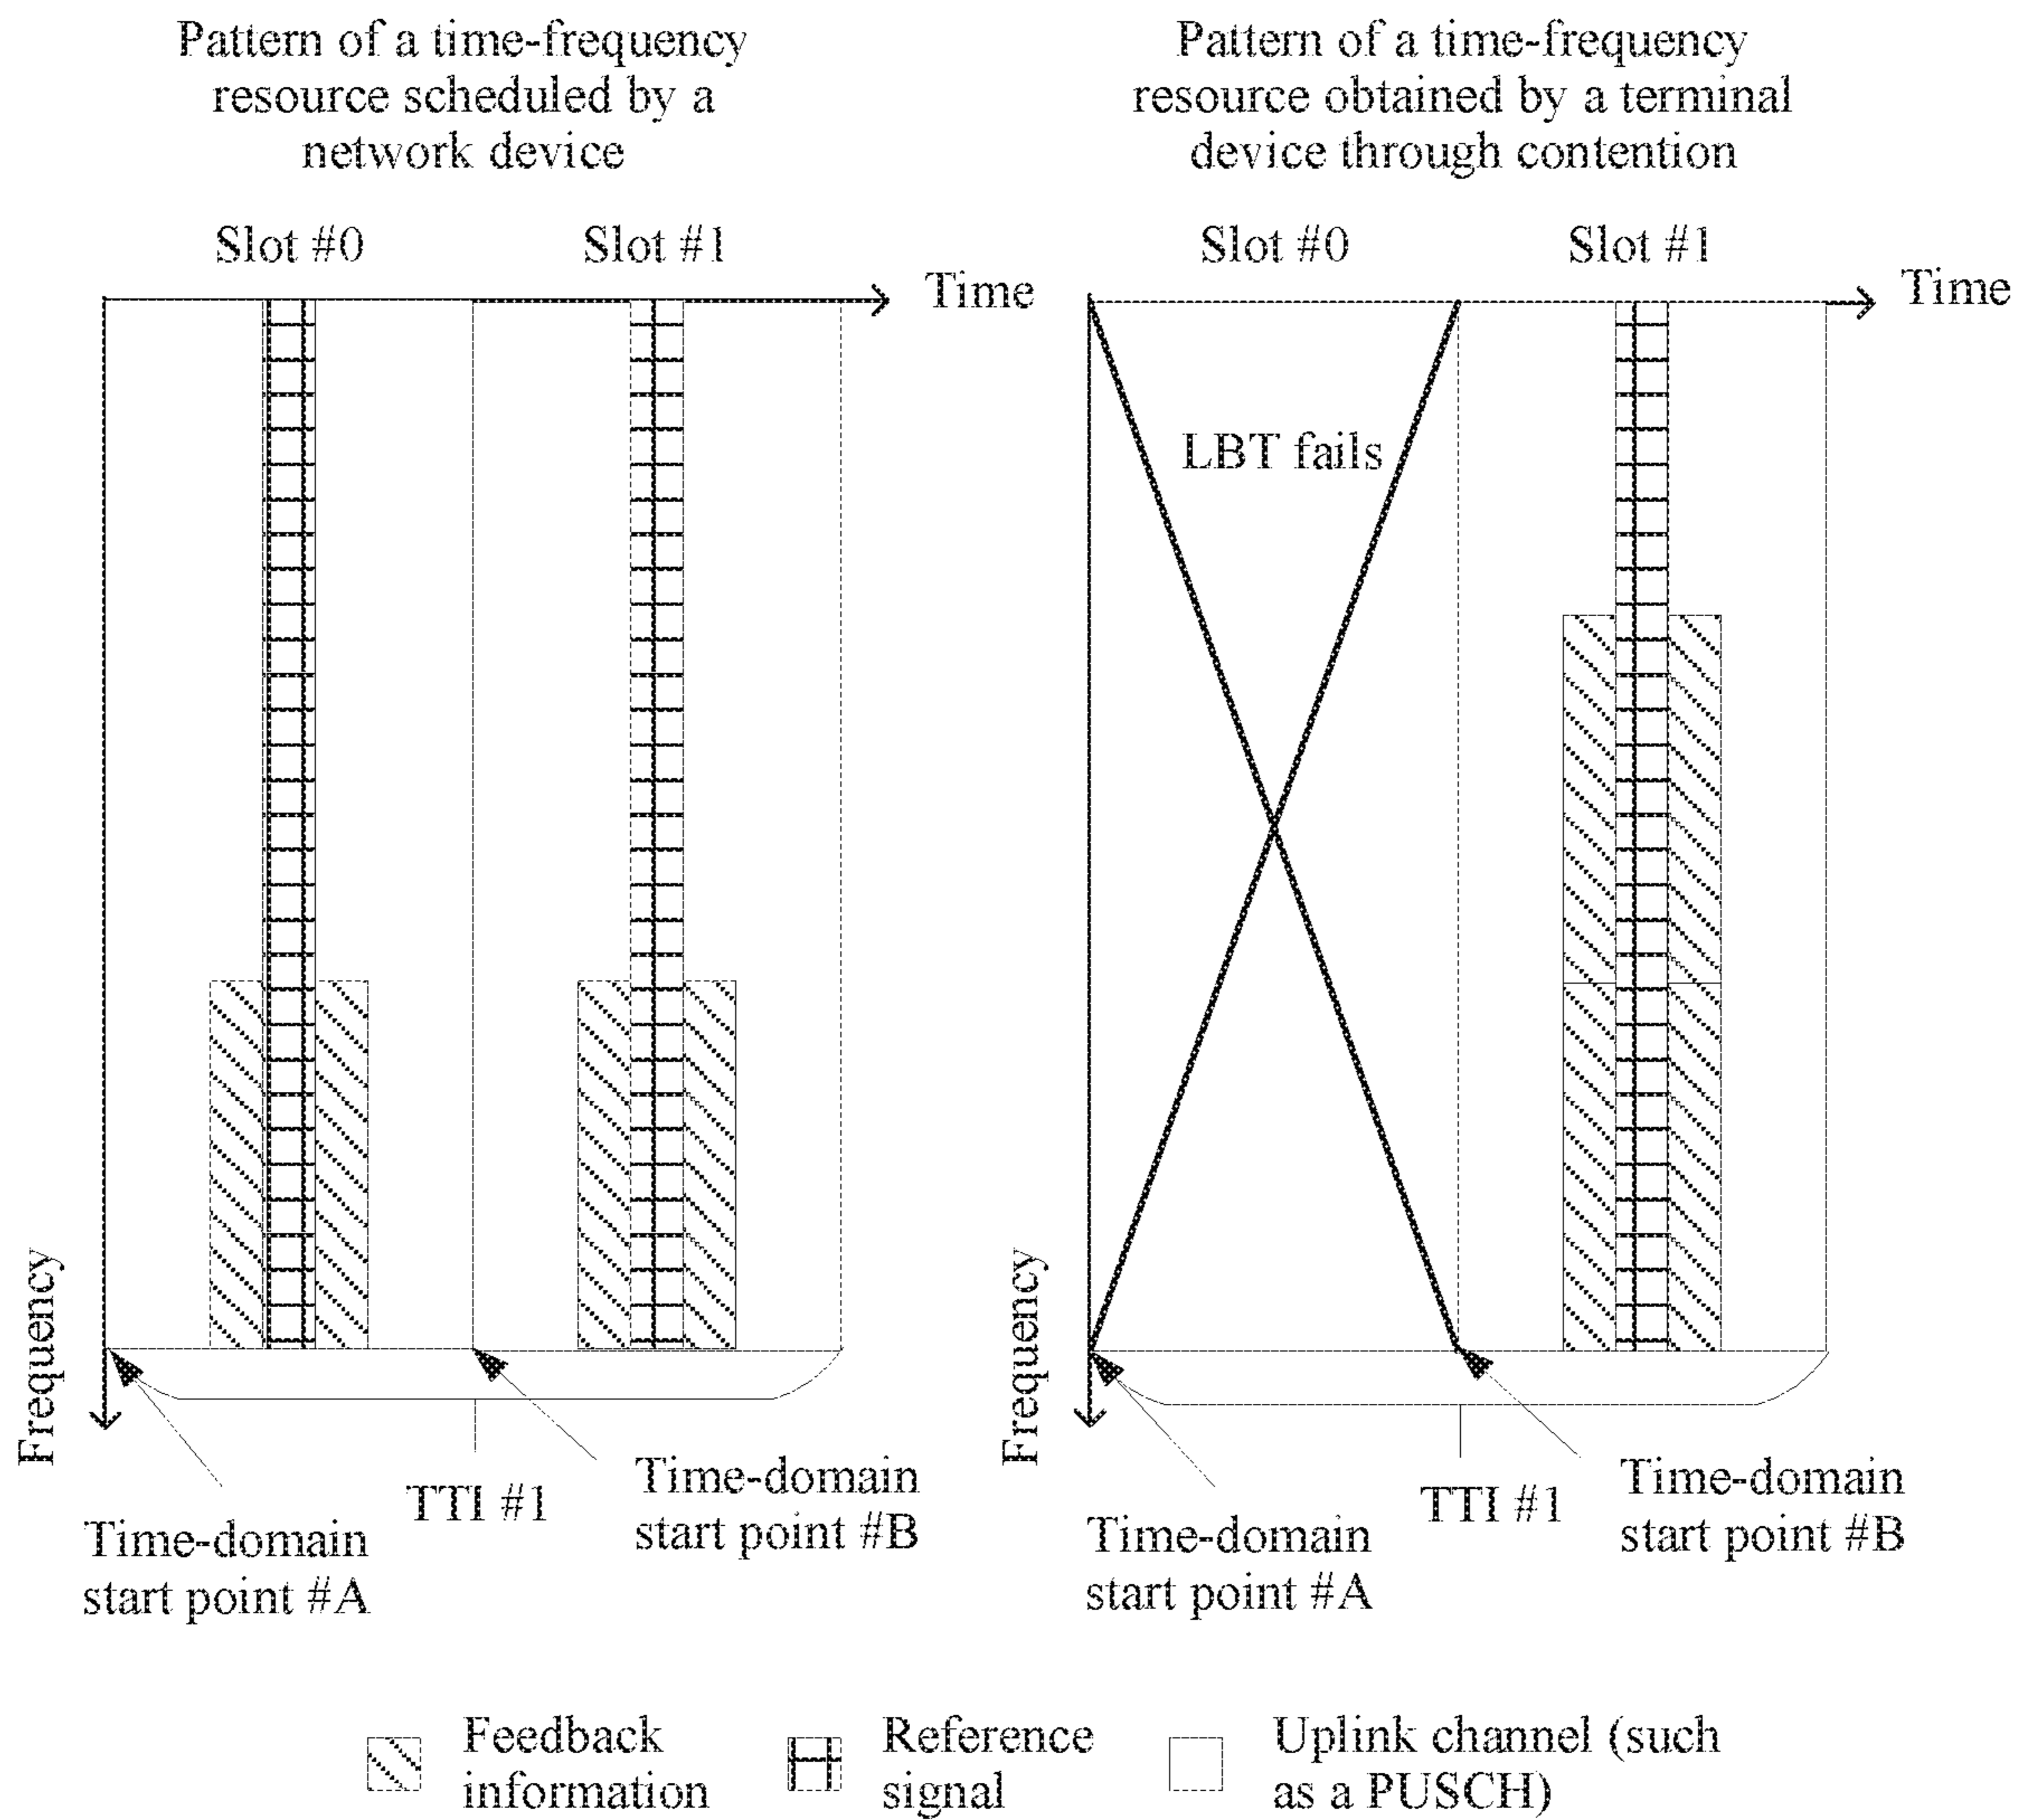 Pattern of a time-frequency
resource scheduled by a
network device
Pattern of a time-frequency
resource obtained by a terminal
device through contention
Slot #0
Slot #1
Time
Slot #0
Slot #1
Time
LBT fails
Frequency
Frequency
Time-domain
start point #A
TTI #1
Time-domain
start point #B
Time-domain
start point #A
TTI #1
Time-domain
start point #B
Feedback
information
Reference
signal
Uplink channel (such
as a PUSCH)